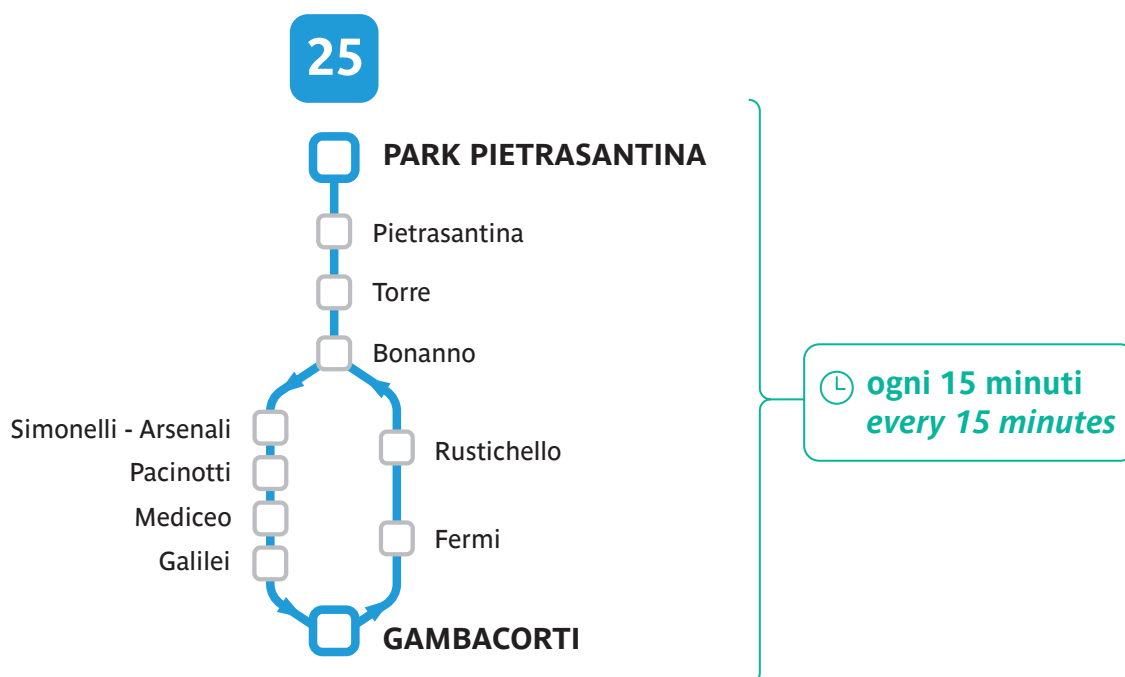 25
PARK PIETRASANTINA
Pietrasantina
Torre
Bonanno
Simonelli - Arsenali
Pacinotti
Mediceo
Galilei
Rustichello
Fermi
GAMBACORTI
ogni 15 minuti
every 15 minutes